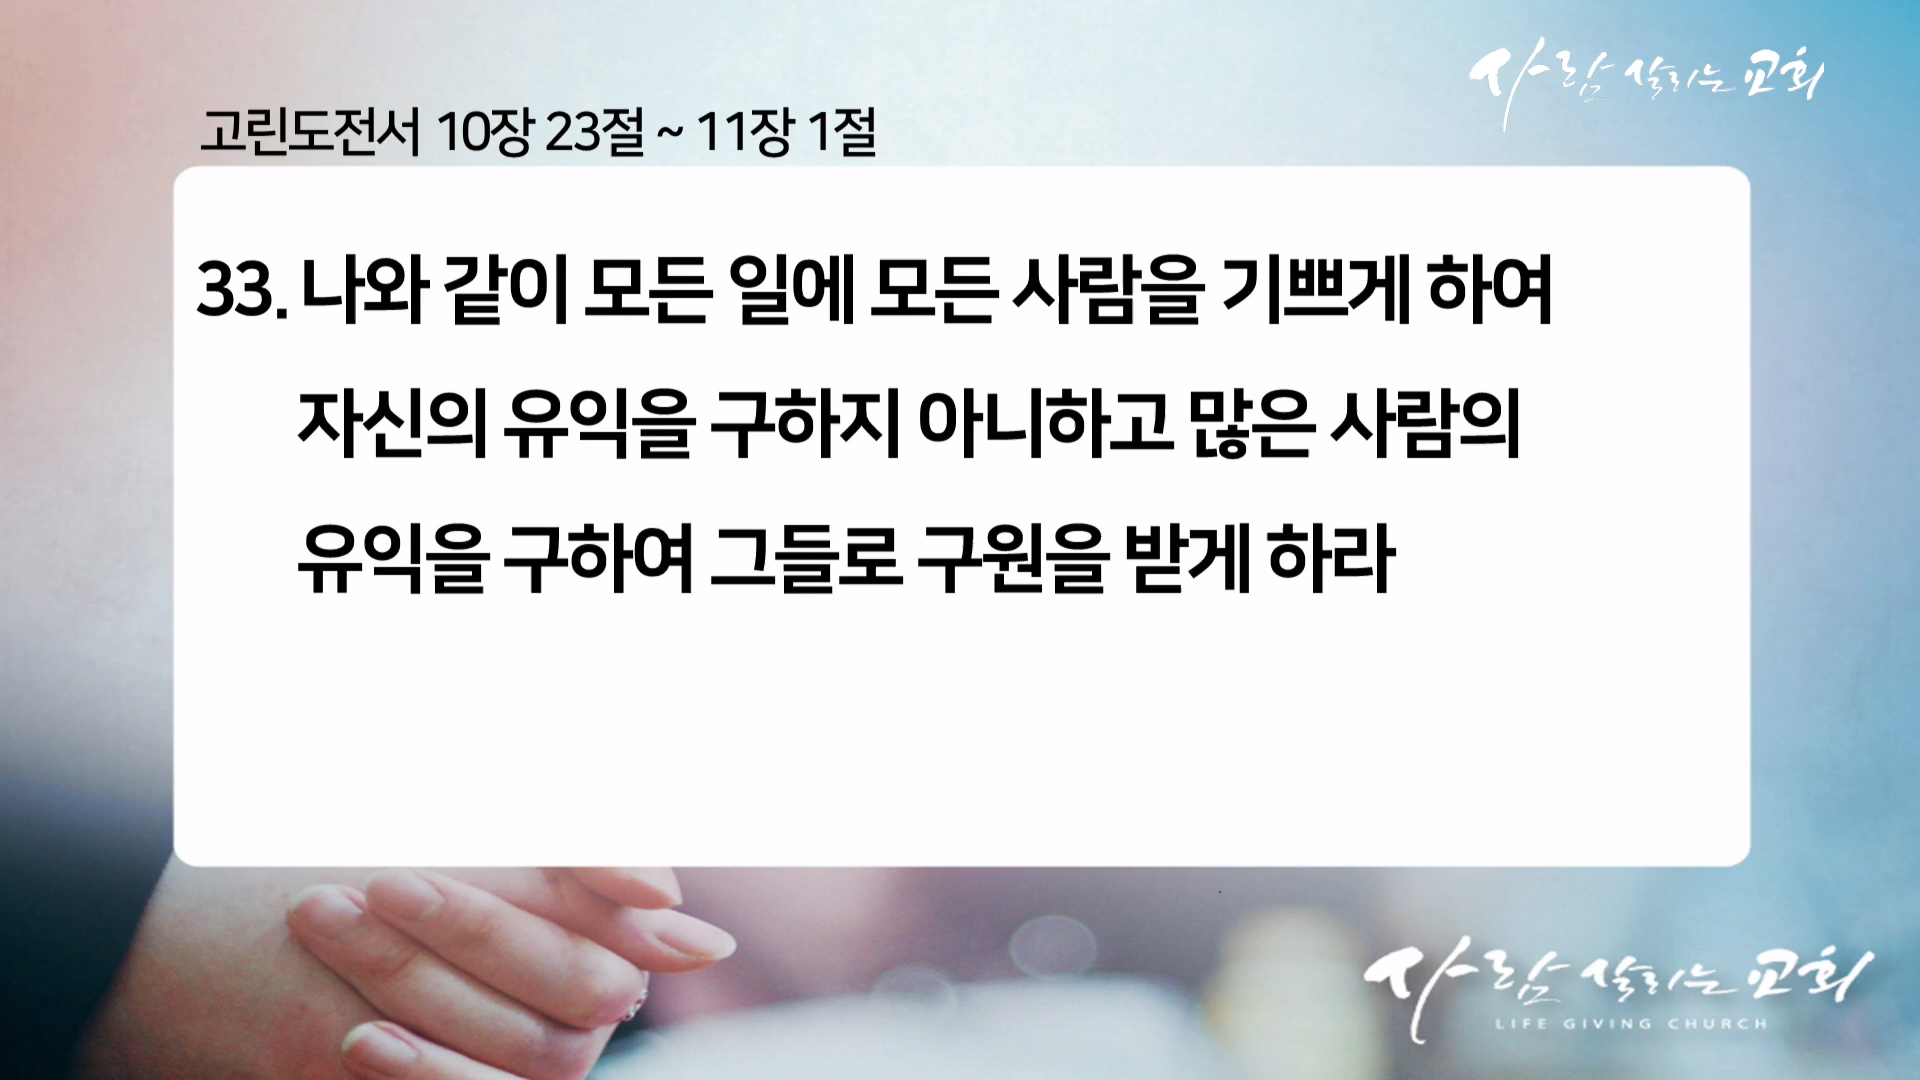 사람 살리는 교회
고린도전서 10장 23절 ~ 11장 1절
33. 나와 같이 모든 일에 모든 사람을 기쁘게 하여
자신의 유익을 구하지 아니하고 많은 사람의
유익을 구하여 그들로 구원을 받게 하라
사람 살리는 교회
LIFE GIVING CHURCH